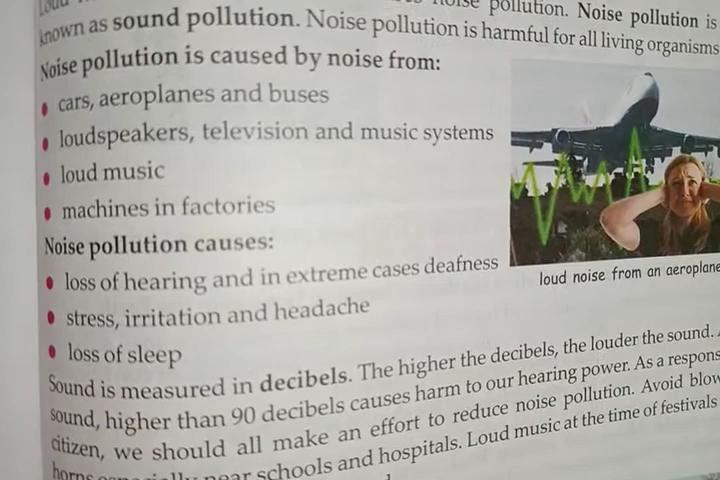 noise pollution. Noise pollution is
known as sound pollution. Noise pollution is harmful for all living organisms
Noise pollution is caused by noise from:
cars, aeroplanes and buses
loudspeakers, television and music systems
loud music
machines in factories
Noise pollution causes:
loss of hearing and in extreme cases deafness
stress, irritation and headache
loss of sleep
loud noise from an aeroplane
Sound is measured in decibels. The higher the decibels, the louder the sound.
sound, higher than 90 decibels causes harm to our hearing power. As a respons
citizen, we should all make an effort to reduce noise pollution. Avoid blow
horns especially near schools and hospitals. Loud music at the time of festivals